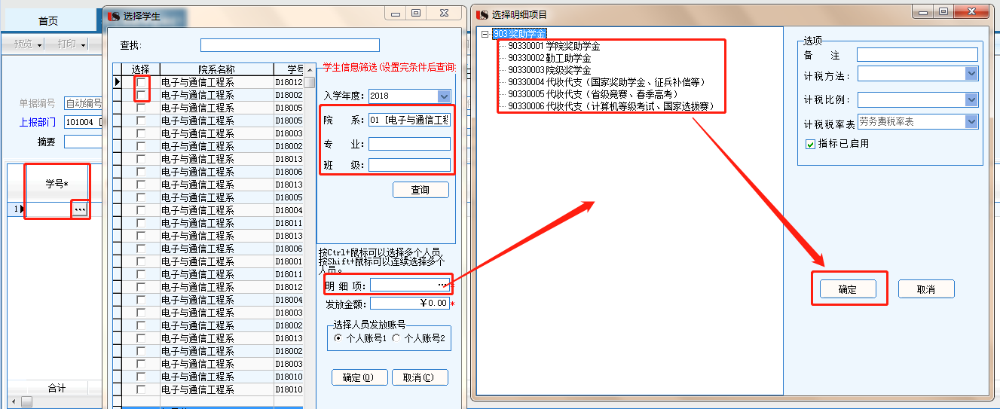 首页
预览
打印
单据编号
自动编号
上报部门
101004
摘要
学号*
1
...
合计
选择学生
查找:
选择
院系名称
学号
电子与通信工程系
D18012
电子与通信工程系
D18002
电子与通信工程系
D18005
电子与通信工程系
D18005
电子与通信工程系
D18003
电子与通信工程系
D18002
电子与通信工程系
D18013
电子与通信工程系
D18006
电子与通信工程系
D18013
电子与通信工程系
D18005
电子与通信工程系
D18004
电子与通信工程系
D18011
电子与通信工程系
D18013
电子与通信工程系
D18006
电子与通信工程系
D18001
电子与通信工程系
D18011
电子与通信工程系
D18012
电子与通信工程系
D18004
电子与通信工程系
D18003
电子与通信工程系
D18002
电子与通信工程系
D18013
电子与通信工程系
D18002
电子与通信工程系
D18003
电子与通信工程系
D18010
电子与通信工程系
D18010
学生信息筛选(设置完条件后查询
入学年度:
2018
院 系:
01 [电子与通信工程
专 业:
班 级:
查询
按Ctrl+鼠标可以选择多个人员
按Shift+鼠标可以连续选择多个
人员。
明 细 项:
...
*
发放金额:
¥0.00
*
选择人员发放账号
个人账号1
个人账号2
确定(O)
取消(C)
选择明细项目
903 奖助学金
90330001 学院奖助学金
90330002 勤工助学金
90330003 院级奖学金
90330004 代收代支（国家奖助学金、征兵补偿等）
90330005 代收代支（省级竞赛、春季高考）
90330006 代收代支（计算机等级考试、国家选拔赛）
选项
备 注
计税方法:
计税比例:
计税税率表
劳务费税率表
指标已启用
确定
取消